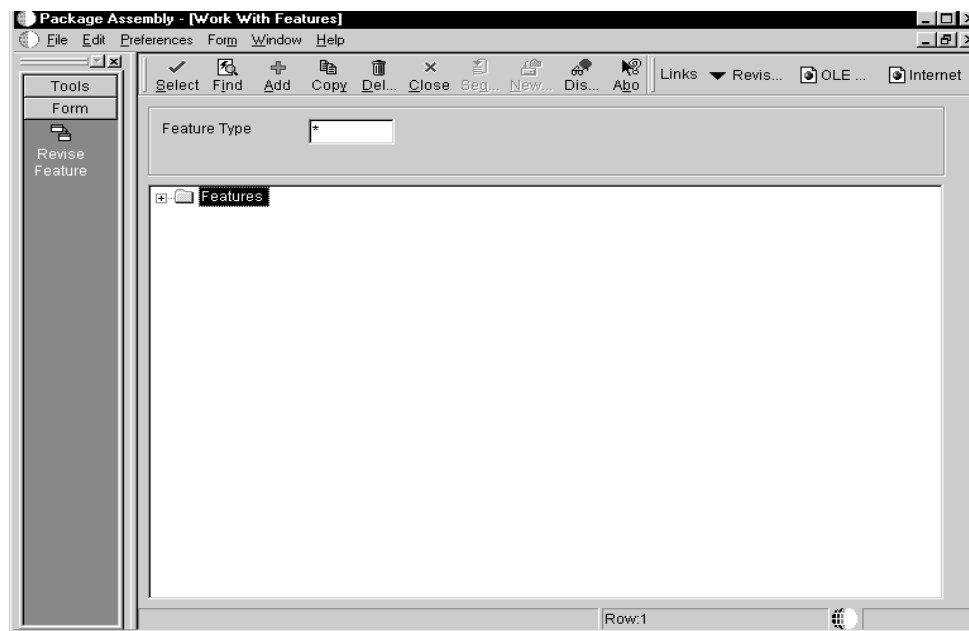 Package Assembly - [Work With Features]
File Edit Preferences Form Window Help
Tools
Form
Revise
Feature
Select Find Add Copy Del... Close Seq... New... Dis... Abo Links Revis... OLE ... Internet
Feature Type *
Features
Row:1